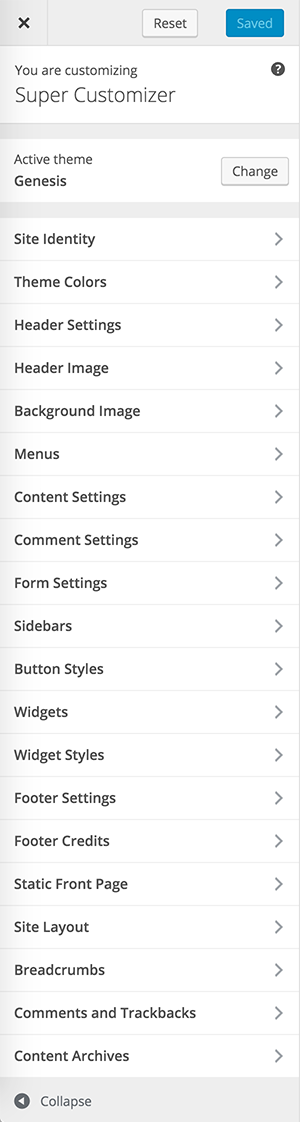 Reset Saved
You are customizing
Super Customizer
Active theme
Genesis
Change
Site Identity
Theme Colors
Header Settings
Header Image
Background Image
Menus
Content Settings
Comment Settings
Form Settings
Sidebars
Button Styles
Widgets
Widget Styles
Footer Settings
Footer Credits
Static Front Page
Site Layout
Breadcrumbs
Comments and Trackbacks
Content Archives
Collapse